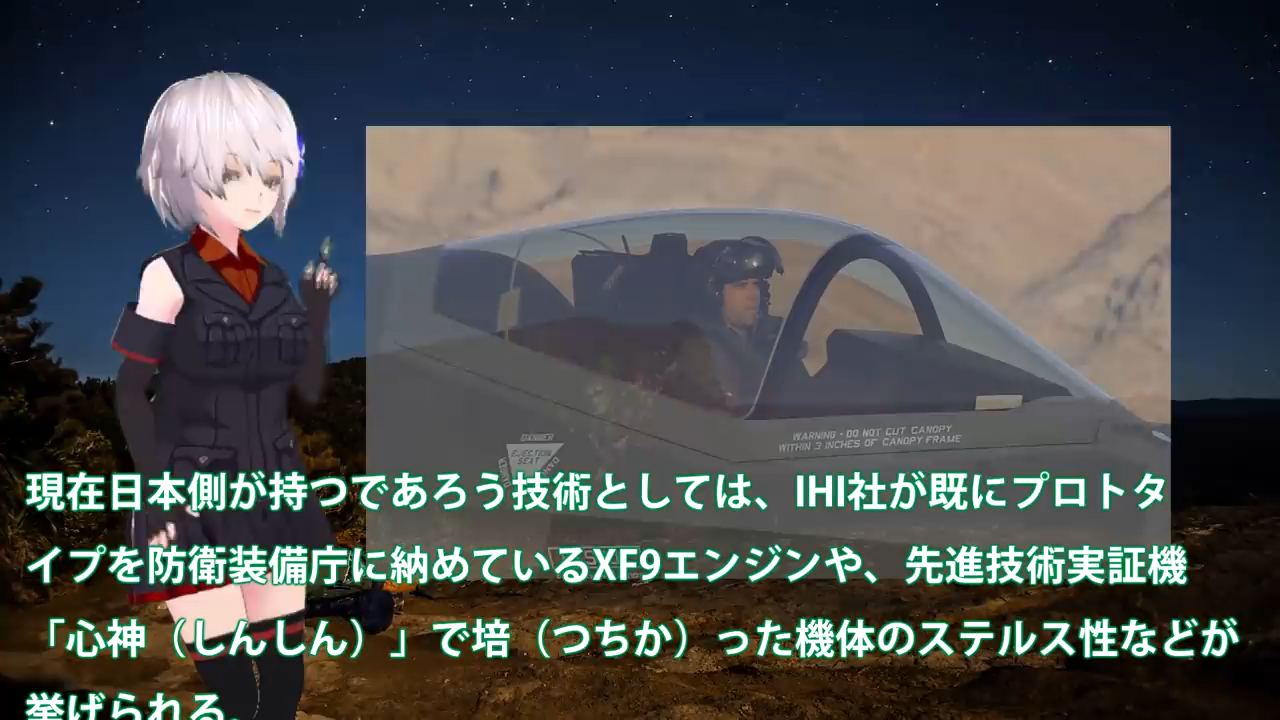 WARNING - DO NOT CUT CANOPY
WITHIN 3 INCHES OF CANOPY FRAME
DANGER
EJECTION
SEAT
現在日本側が持つであろう技術としては、IHI社が既にプロトタ
イプを防衛装備庁に納めているXF9エンジンや、先進技術実証機
「心神（しんしん）」で培（つちか）った機体のステルス性などが
挙げられる。